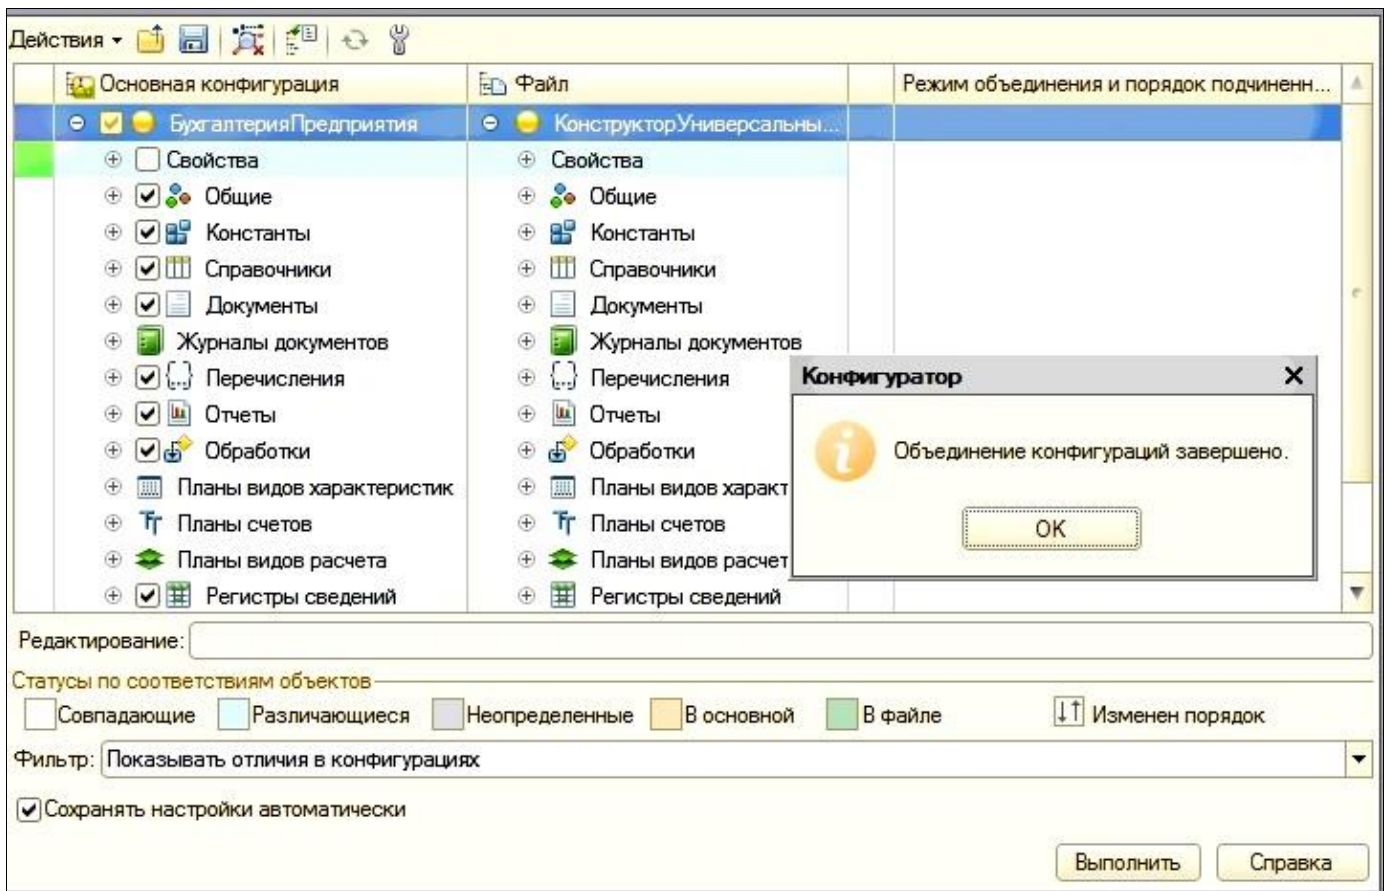 Действия
Основная конфигурация Файл Режим объединения и порядок подчиненн...
БухгалтерияПредприятия КонструкторУниверсальны...
Свойства Свойства
Общие Общие
Константы Константы
Справочники Справочники
Документы Документы
Журналы документов Журналы документов
Перечисления Перечисления
Отчеты Отчеты
Обработки Обработки
Планы видов характеристик Планы видов характ
Планы счетов Планы счетов
Планы видов расчета Планы видов расчет
Регистры сведений Регистры сведений
Конфигуратор
Объединение конфигураций завершено.
OK
Редактирование:
Статусы по соответствиям объектов
Совпадающие Различающиеся Неопределенные В основной В файле Изменен порядок
Фильтр: Показывать отличия в конфигурациях
Сохранять настройки автоматически
Выполнить Справка